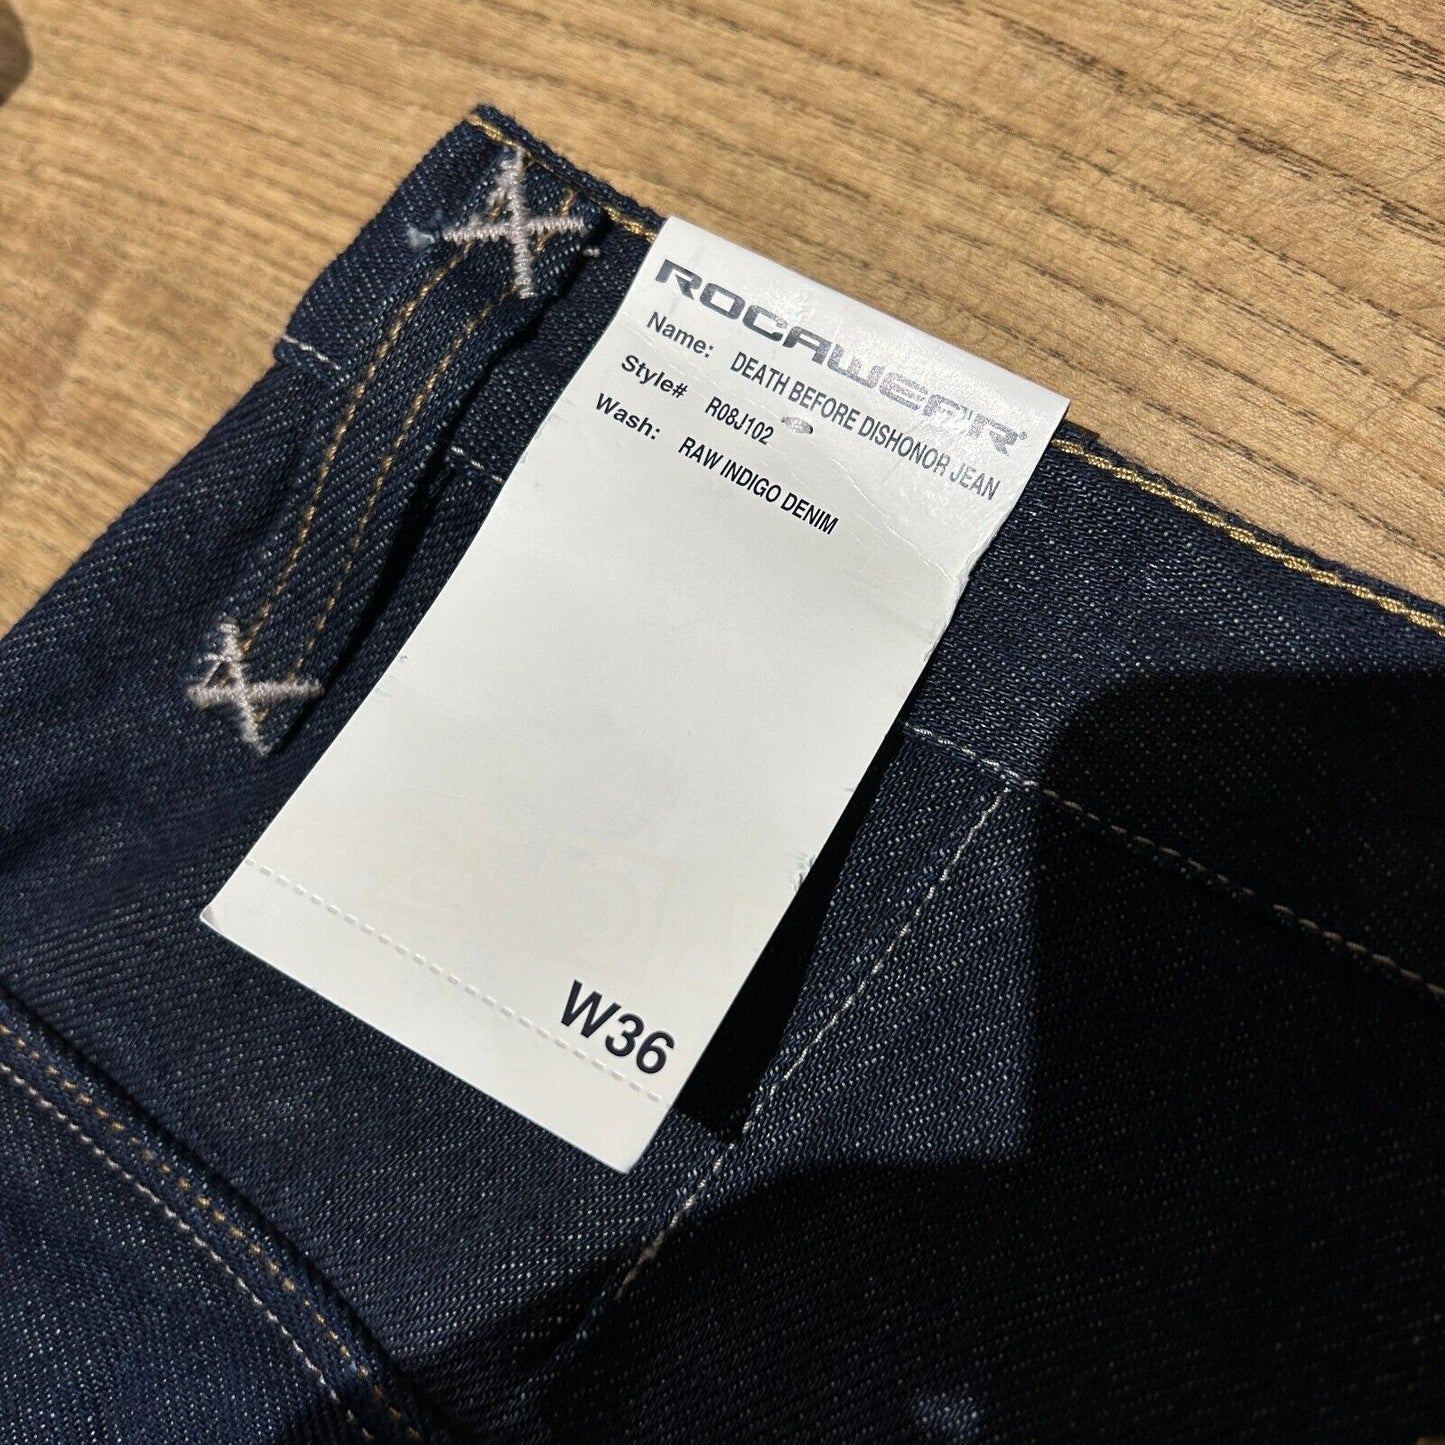 ROCAWEAR®
Name: DEATH BEFORE DISHONOR JEAN
Style# R08J102
Wash: RAW INDIGO DENIM
W36